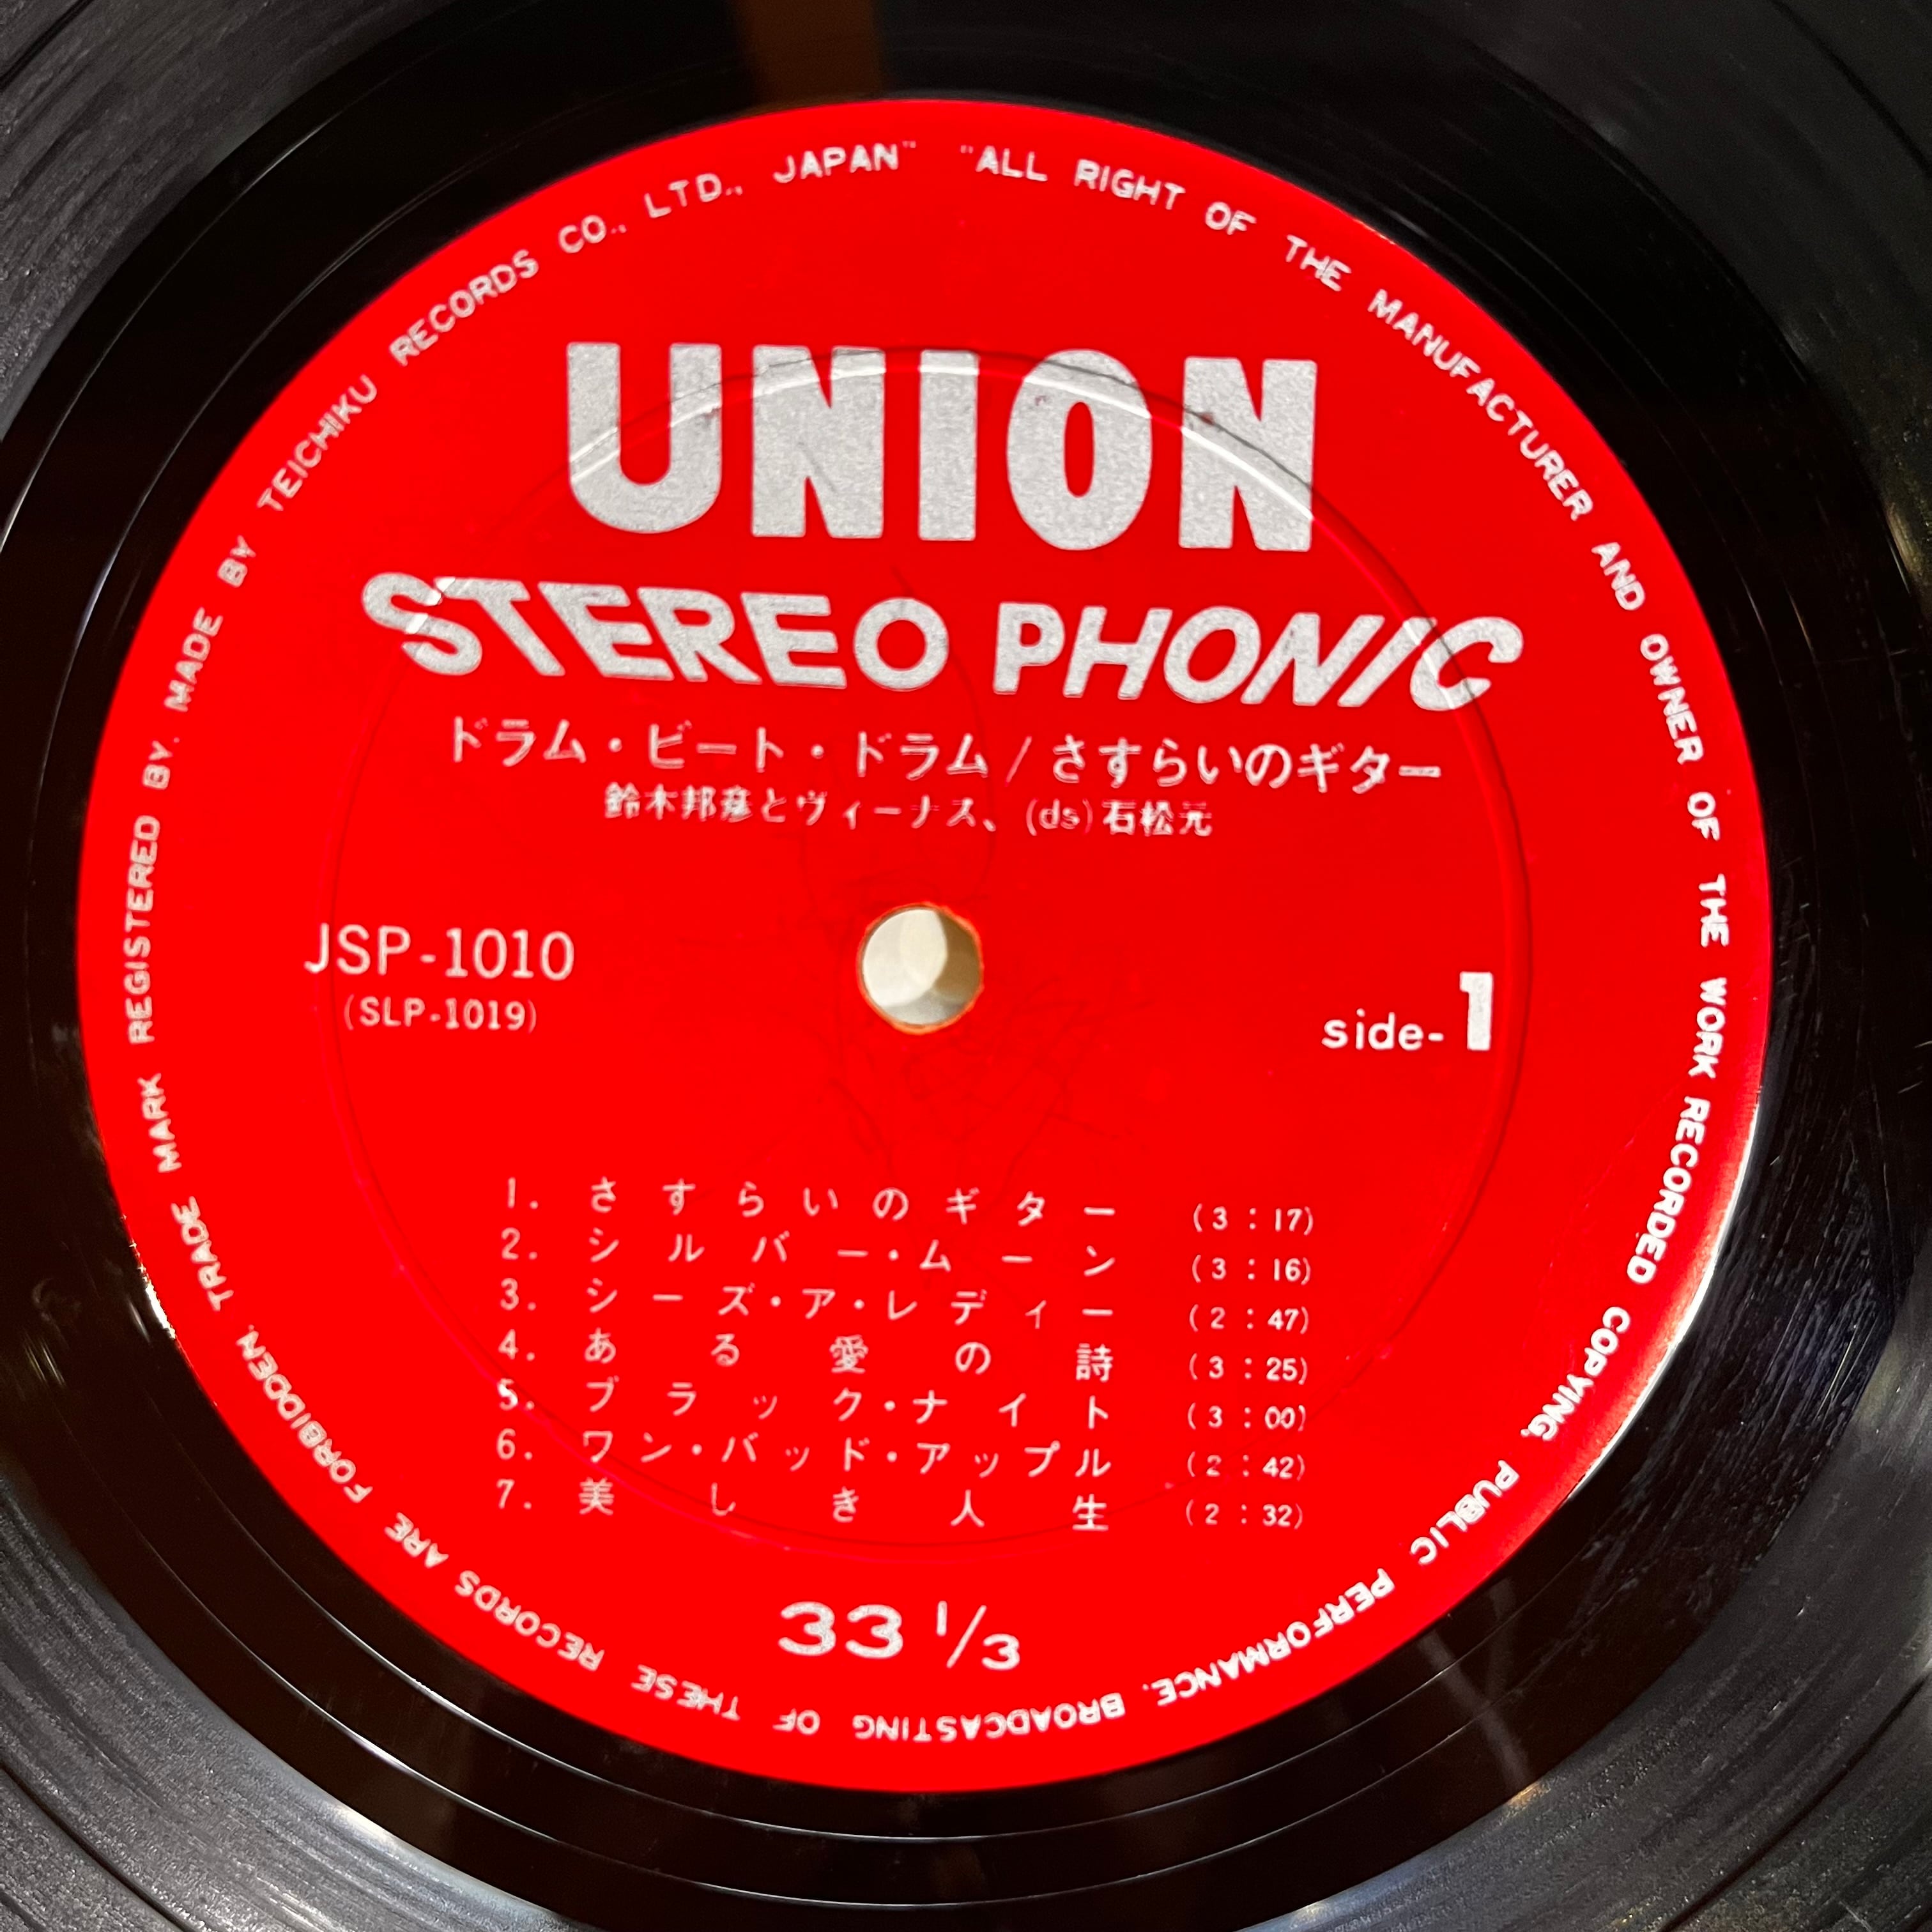 TRADE MARK REGISTERED BY. MADE BY TEICHIKU RECORDS CO., LTD., JAPAN" "ALL RIGHT OF THE MANUFACTURER AND OWNER OF THE WORK RECORDED COPYING. PUBLIC PERFORMANCE. BROADCASTING OF THESE RECORDS ARE FORBIDDEN.
UNION
STEREO PHONIC
ドラム・ビート・ドラム/さすらいのギター
鈴木邦彦とヴィーナス、(ds)石松元
JSP-1010
(SLP-1019)
side-1
1. さすらいのギター (3:17)
2. シルバー・ムーン (3:16)
3. シーズ・ア・レディー (2:47)
4. ある愛の詩 (3:25)
5. ブラック・ナイト (3:00)
6. ワン・バッド・アップル (2:42)
7. 美しき人生 (2:32)
33 1/3